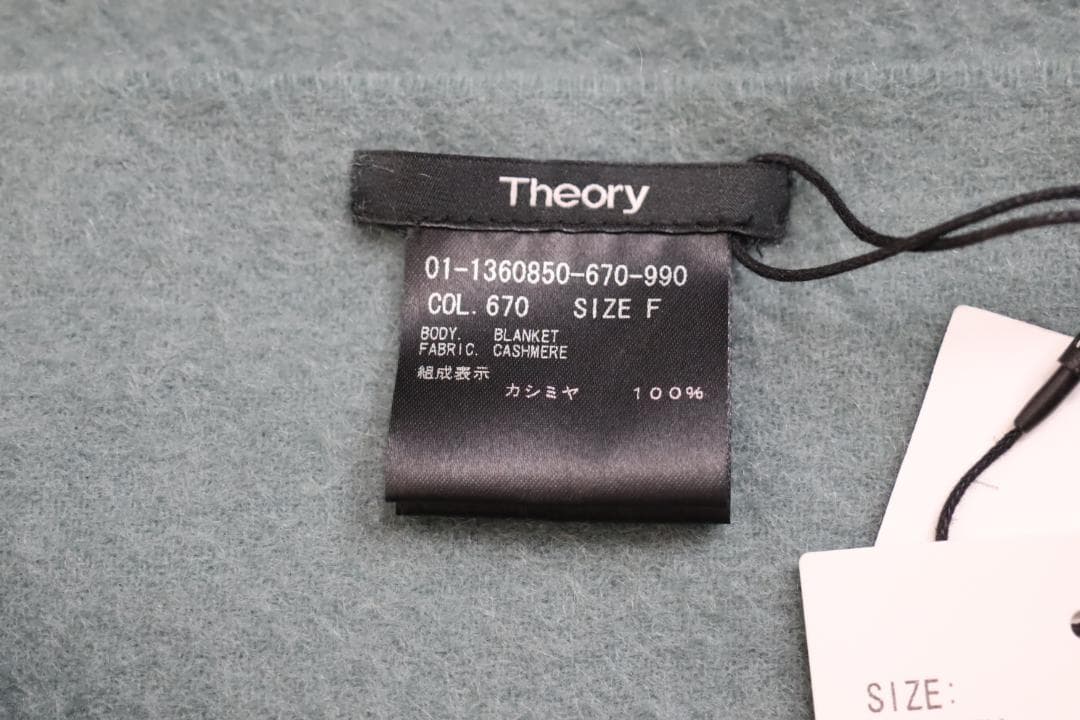 Theory
01-1360850-670-990
COL. 670 SIZE F
BODY. BLANKET
FABRIC. CASHMERE
組成表示
カシミヤ 100%
SIZE: